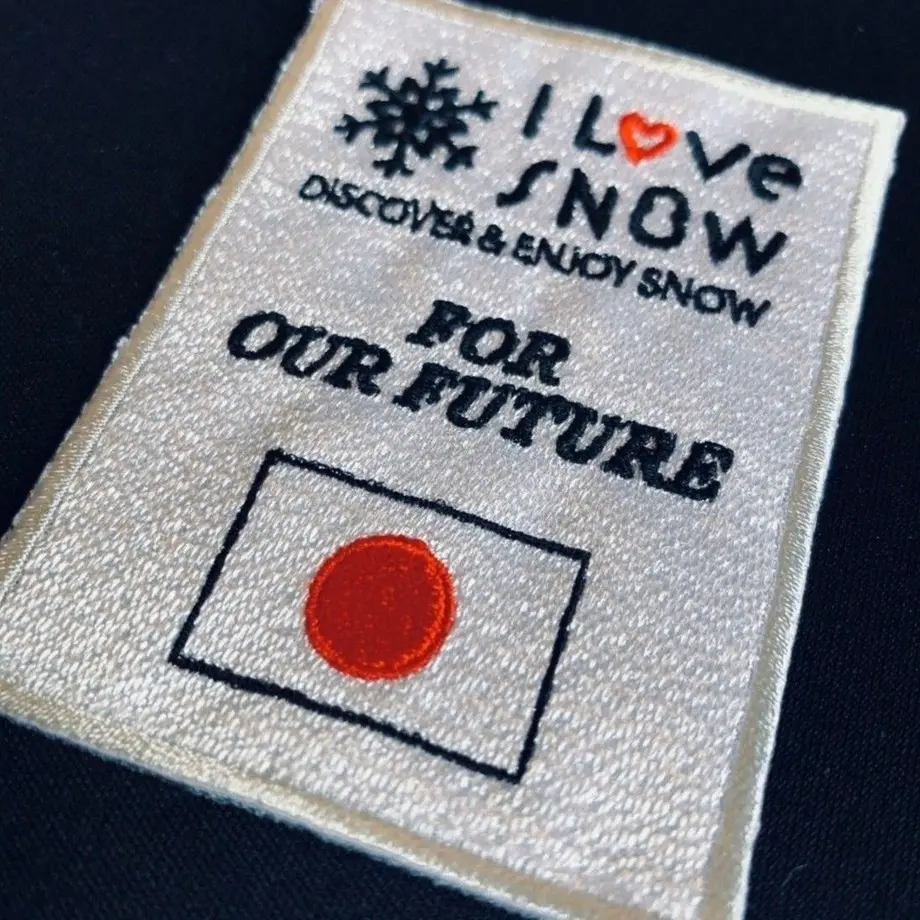 I Love
SNOW
DiSCOVER & ENJOY SNOW
FOR
OUR FUTURE